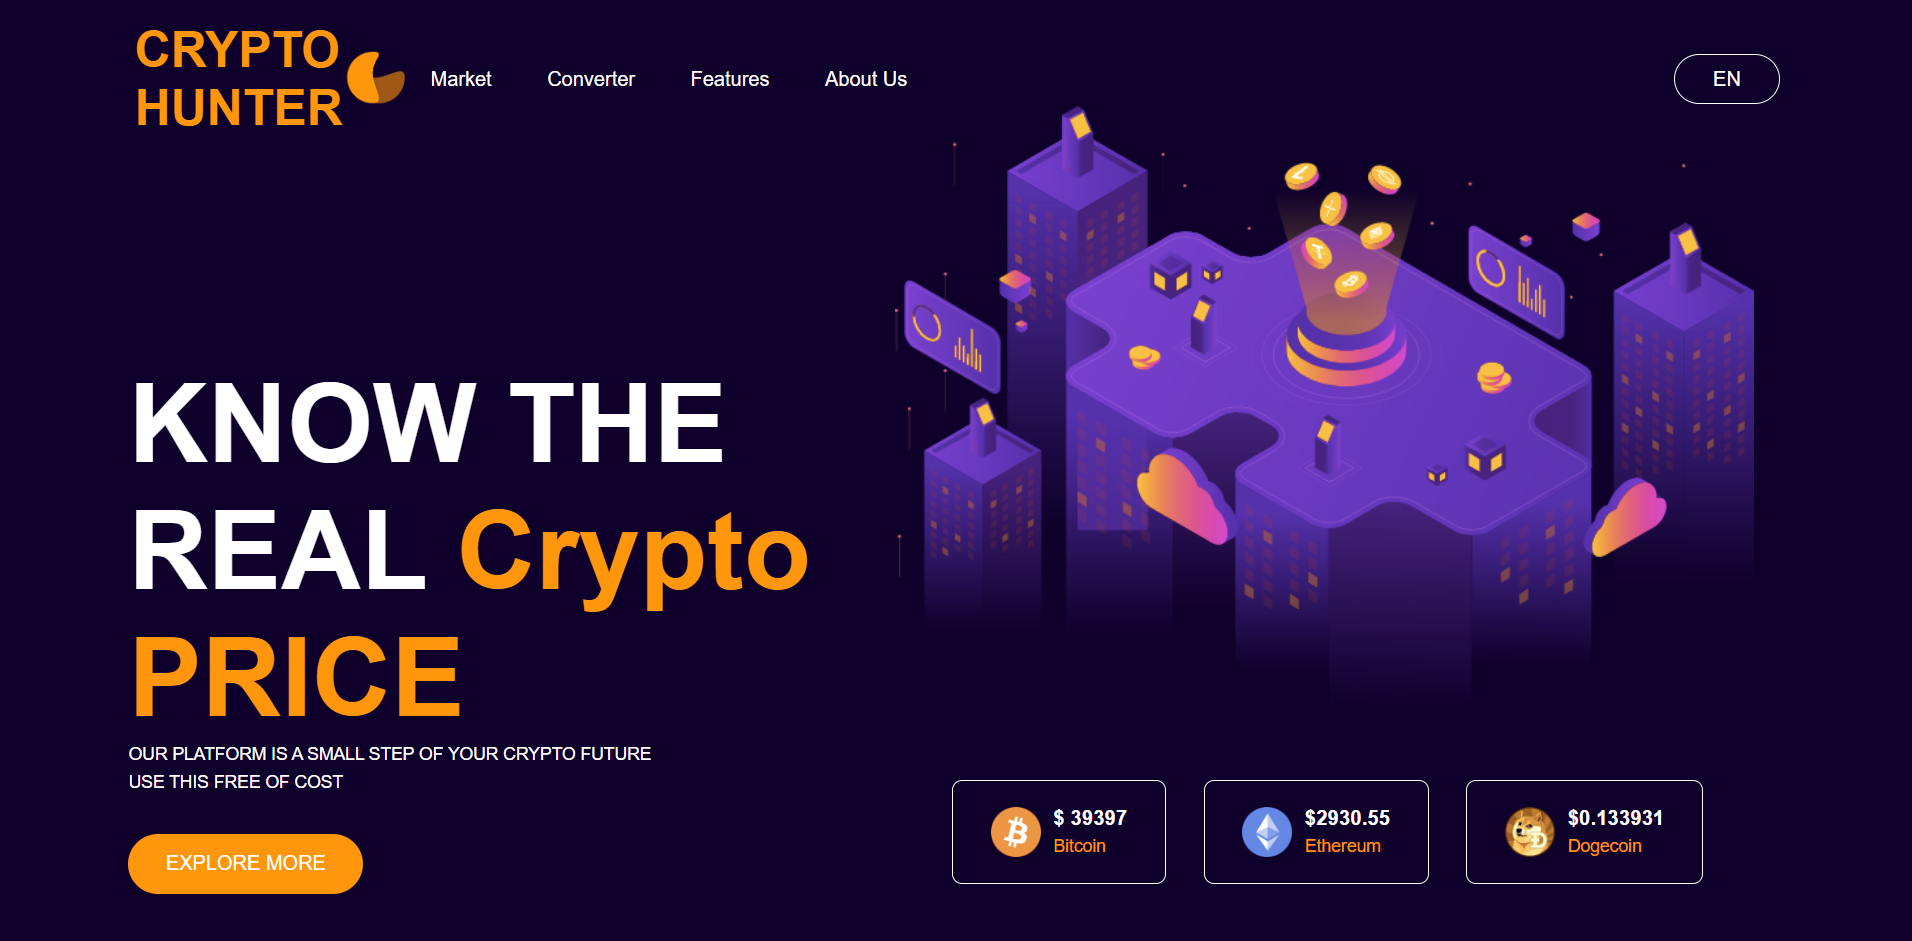 CRYPTO
HUNTER
Market
Converter
Features
About Us
EN
KNOW THE
REAL Crypto
PRICE
OUR PLATFORM IS A SMALL STEP OF YOUR CRYPTO FUTURE
USE THIS FREE OF COST
EXPLORE MORE
$ 39397
Bitcoin
$2930.55
Ethereum
$0.133931
Dogecoin